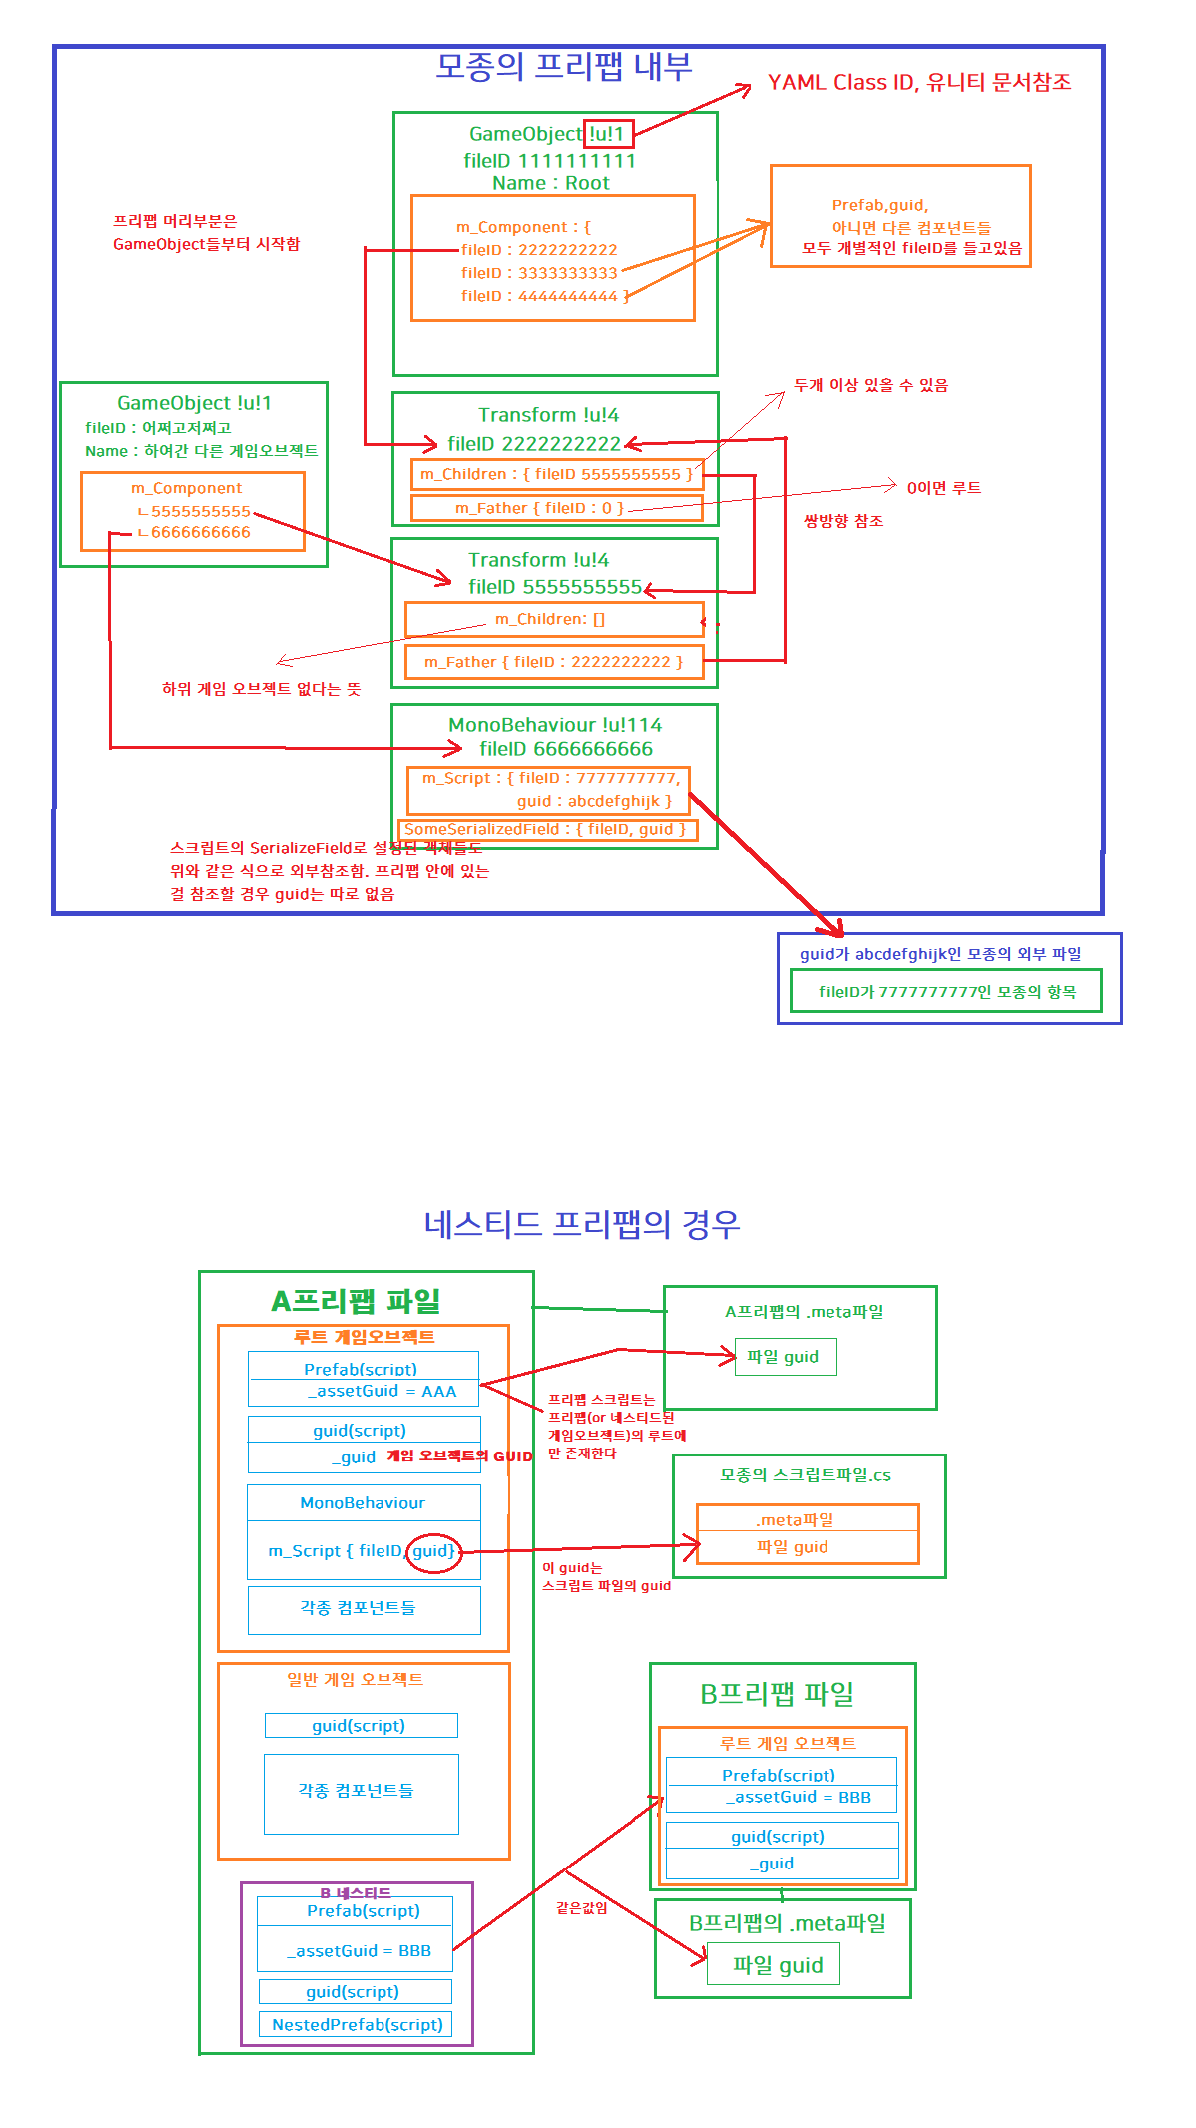 모종의 프리팹 내부
YAML Class ID, 유니티 문서참조
GameObject !u!1
fileID 1111111111
Name : Root
m_Component : {
fileID : 2222222222
fileID : 3333333333
fileID : 4444444444 }
프리팹 머리부분은
GameObject들부터 시작함
Prefab,guid,
아니면 다른 컴포넌트들
모두 개별적인 fileID를 들고있음
GameObject !u!1
fileID : 어쩌고저쩌고
Name : 하여간 다른 게임오브젝트
m_Component
ㄴ5555555555
ㄴ6666666666
두개 이상 있을 수 있음
Transform !u!4
fileID 2222222222
m_Children : { fileID 5555555555 }
m_Father { fileID : 0 }
0이면 루트
쌍방향 참조
Transform !u!4
fileID 5555555555
m_Children: []
m_Father { fileID : 2222222222 }
하위 게임 오브젝트 없다는 뜻
MonoBehaviour !u!114
fileID 6666666666
m_Script : { fileID : 7777777777,
guid : abcdefghijk }
SomeSerializedField : { fileID, guid }
스크립트의 SerializeField로 설정된 객체들도
위와 같은 식으로 외부참조함. 프리팹 안에 있는
걸 참조할 경우 guid는 따로 없음
guid가 abcdefghijk인 모종의 외부 파일
fileID가 7777777777인 모종의 항목
네스티드 프리팹의 경우
A프리팹 파일
루트 게임오브젝트
Prefab(script)
_assetGuid = AAA
guid(script)
_guid 게임 오브젝트의 GUID
MonoBehaviour
m_Script { fileID, guid}
각종 컴포넌트들
A프리팹의 .meta파일
파일 guid
프리팹 스크립트는
프리팹(or 네스티드된
게임오브젝트)의 루트에
만 존재한다
모종의 스크립트파일.cs
.meta파일
파일 guid
이 guid는
스크립트 파일의 guid
일반 게임 오브젝트
guid(script)
각종 컴포넌트들
B프리팹 파일
루트 게임 오브젝트
Prefab(script)
_assetGuid = BBB
guid(script)
_guid
B 네스티드
Prefab(script)
_assetGuid = BBB
guid(script)
NestedPrefab(script)
같은값임
B프리팹의 .meta파일
파일 guid